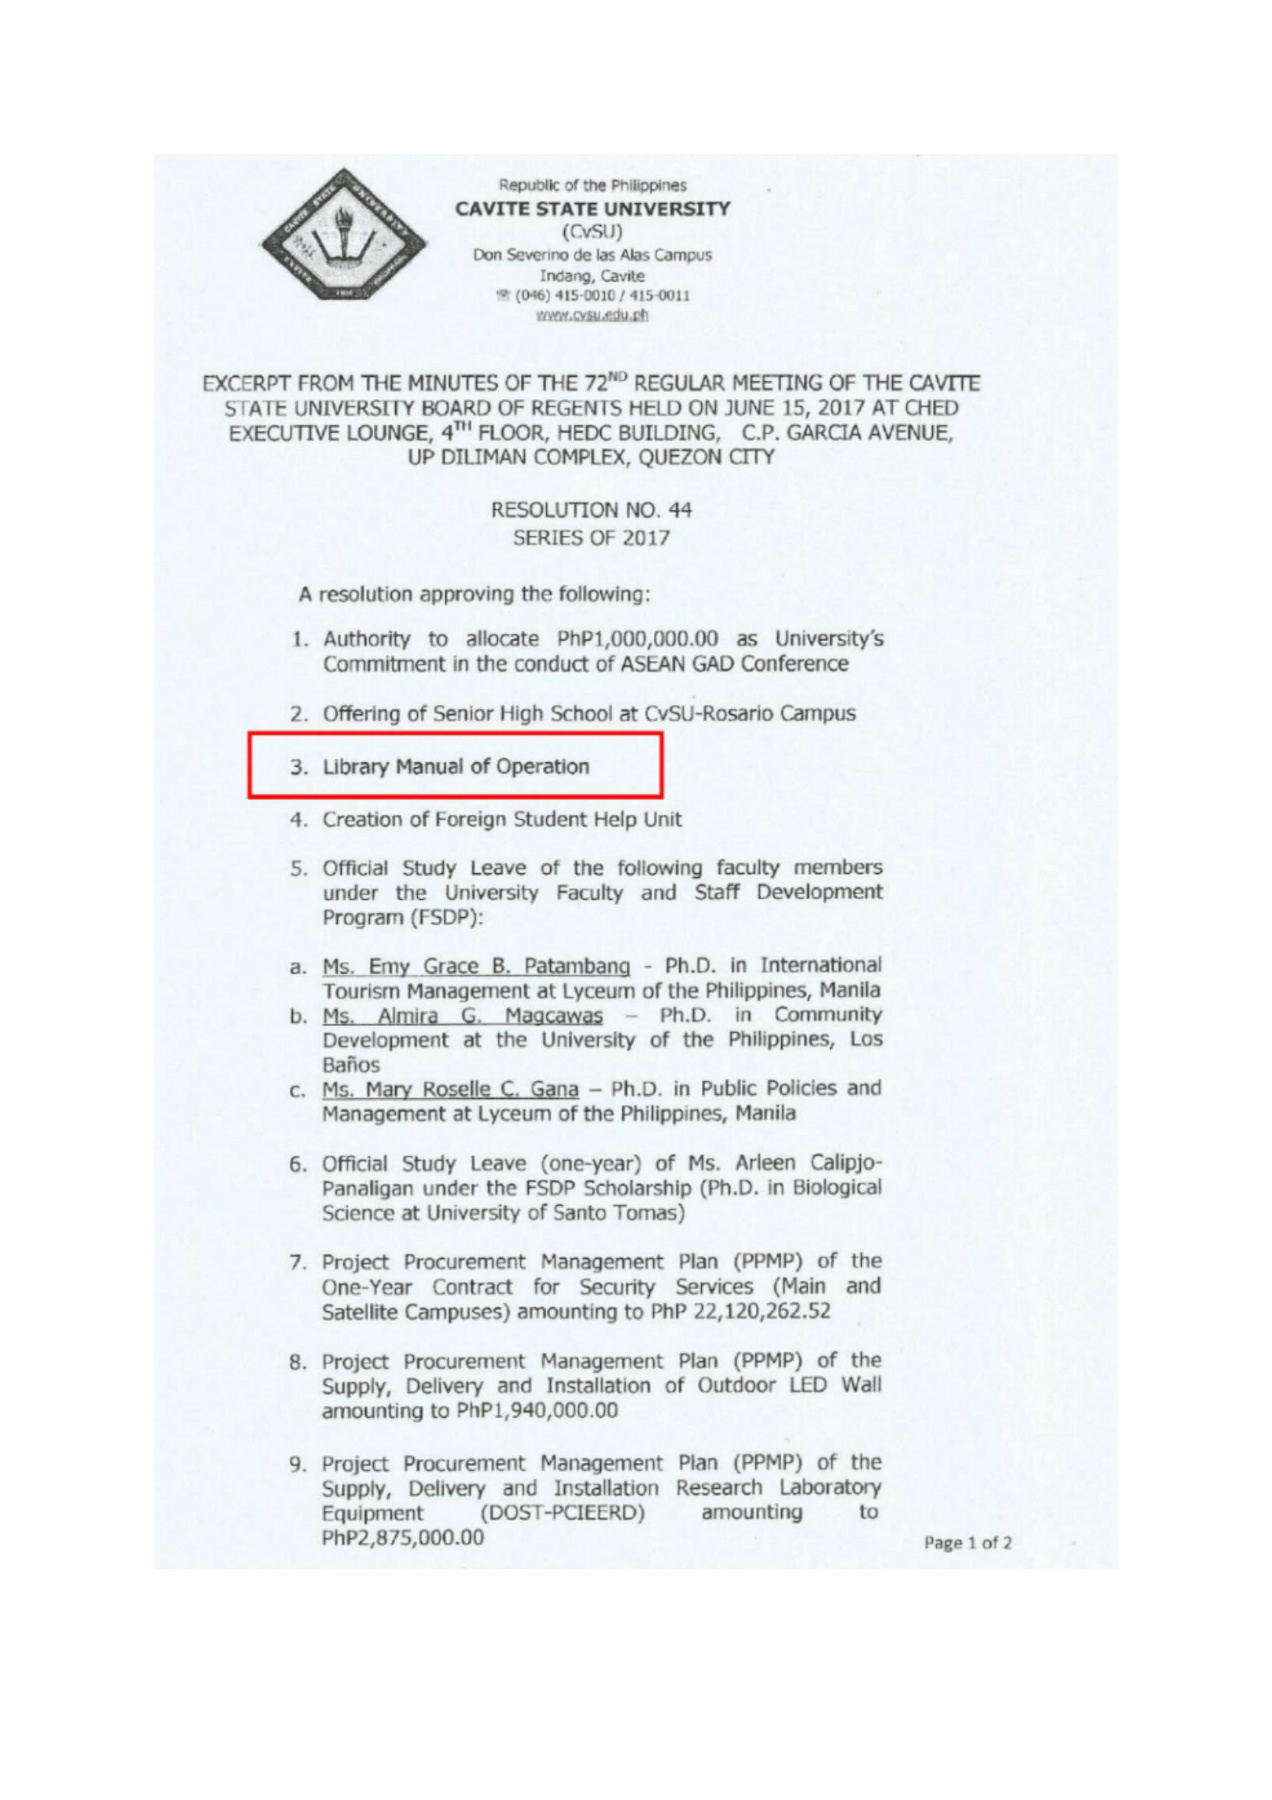 Republic of the Philippines
CAVITE STATE UNIVERSITY
(CvSU)
Don Severino de las Alas Campus
Indang, Cavite
☏ (046) 415-0010 / 415-0011
www.cvsu.edu.ph
CAVITE STATE UNIVERSITY
EXCERPT FROM THE MINUTES OF THE 72ND REGULAR MEETING OF THE CAVITE
STATE UNIVERSITY BOARD OF REGENTS HELD ON JUNE 15, 2017 AT CHED
EXECUTIVE LOUNGE, 4TH FLOOR, HEDC BUILDING, C.P. GARCIA AVENUE,
UP DILIMAN COMPLEX, QUEZON CITY
RESOLUTION NO. 44
SERIES OF 2017
A resolution approving the following:
1. Authority to allocate PhP1,000,000.00 as University's
Commitment in the conduct of ASEAN GAD Conference
2. Offering of Senior High School at CvSU-Rosario Campus
3. Library Manual of Operation
4. Creation of Foreign Student Help Unit
5. Official Study Leave of the following faculty members
under the University Faculty and Staff Development
Program (FSDP):
a. Ms. Emy Grace B. Patambang - Ph.D. in International
Tourism Management at Lyceum of the Philippines, Manila
b. Ms. Almira G. Magcawas – Ph.D. in Community
Development at the University of the Philippines, Los
Baños
c. Ms. Mary Roselle C. Gana – Ph.D. in Public Policies and
Management at Lyceum of the Philippines, Manila
6. Official Study Leave (one-year) of Ms. Arleen Calipjo-
Panaligan under the FSDP Scholarship (Ph.D. in Biological
Science at University of Santo Tomas)
7. Project Procurement Management Plan (PPMP) of the
One-Year Contract for Security Services (Main and
Satellite Campuses) amounting to PhP 22,120,262.52
8. Project Procurement Management Plan (PPMP) of the
Supply, Delivery and Installation of Outdoor LED Wall
amounting to PhP1,940,000.00
9. Project Procurement Management Plan (PPMP) of the
Supply, Delivery and Installation Research Laboratory
Equipment (DOST-PCIEERD) amounting to
PhP2,875,000.00
Page 1 of 2